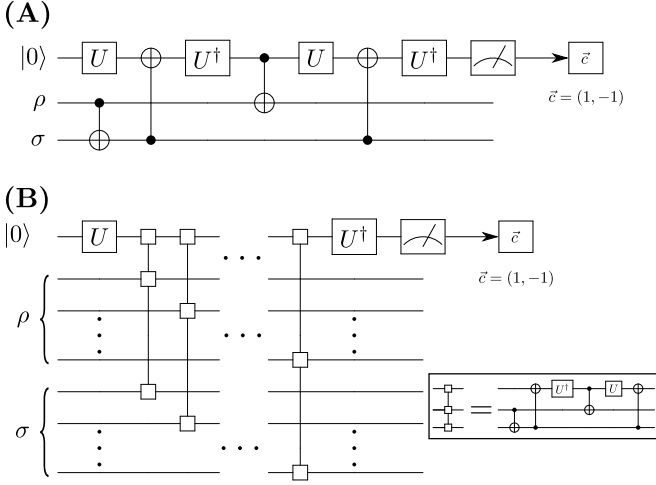 (A)
|0⟩ U U† U U† c⃗
ρ
c⃗ = (1, −1)
σ
(B)
|0⟩ U ··· U† c⃗
c⃗ = (1, −1)
ρ
···
σ
= U† U
···